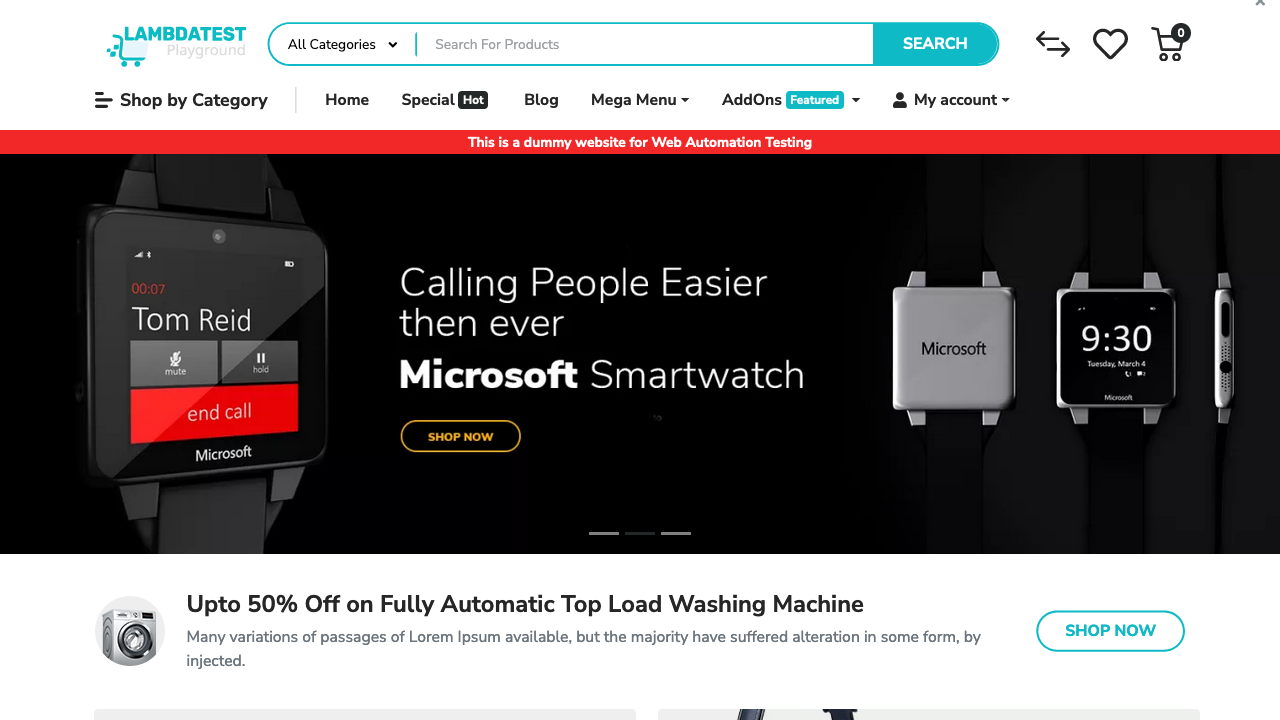 LAMBDATEST
Playground
All Categories
Search For Products
SEARCH
0
Shop by Category
Home
Special Hot
Blog
Mega Menu
AddOns Featured
My account
This is a dummy website for Web Automation Testing
00:07
Tom Reid
mute
hold
end call
Microsoft
Calling People Easier
then ever
Microsoft Smartwatch
SHOP NOW
Microsoft
9:30
Tuesday, March 4
Microsoft
Upto 50% Off on Fully Automatic Top Load Washing Machine
Many variations of passages of Lorem Ipsum available, but the majority have suffered alteration in some form, by
injected.
SHOP NOW